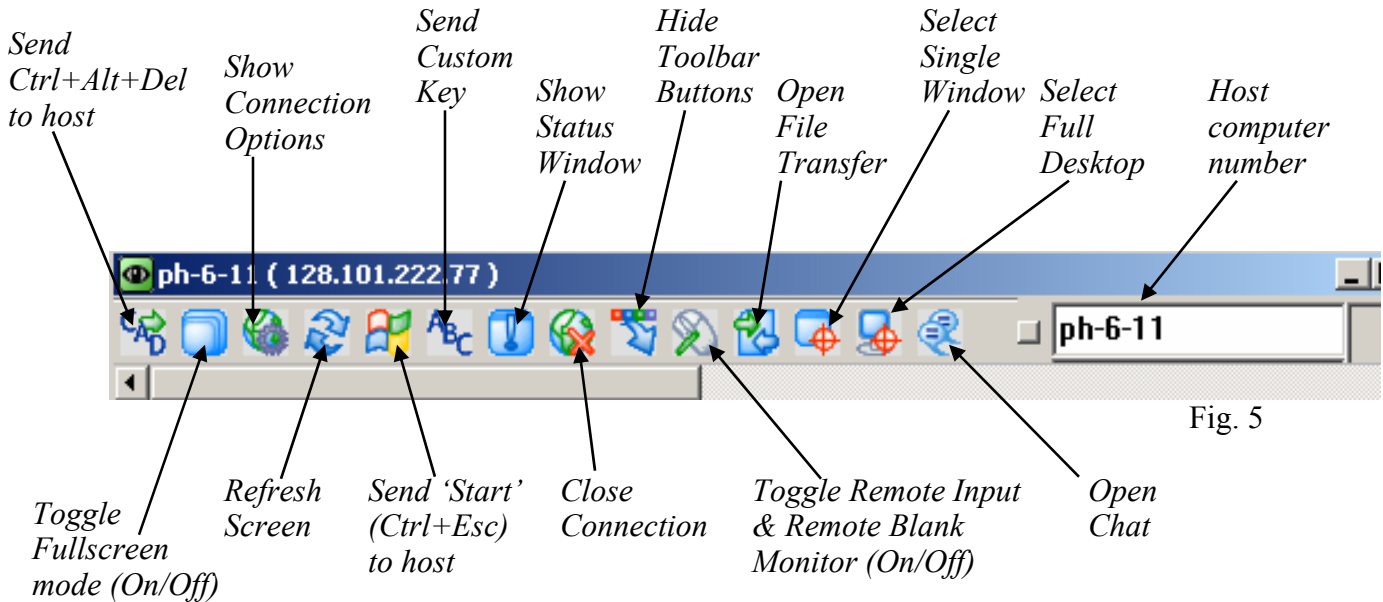 Send
Ctrl+Alt+Del
to host
Show
Connection
Options
Send
Custom
Key
Show
Status
Window
Hide
Toolbar
Buttons
Open
File
Transfer
Select
Single
Window
Select
Full
Desktop
Host
computer
number
ph-6-11 ( 128.101.222.77 )
CAD
ABC
ph-6-11
Fig. 5
Toggle
Fullscreen
mode (On/Off)
Refresh
Screen
Send ‘Start’
(Ctrl+Esc)
to host
Close
Connection
Toggle Remote Input
& Remote Blank
Monitor (On/Off)
Open
Chat